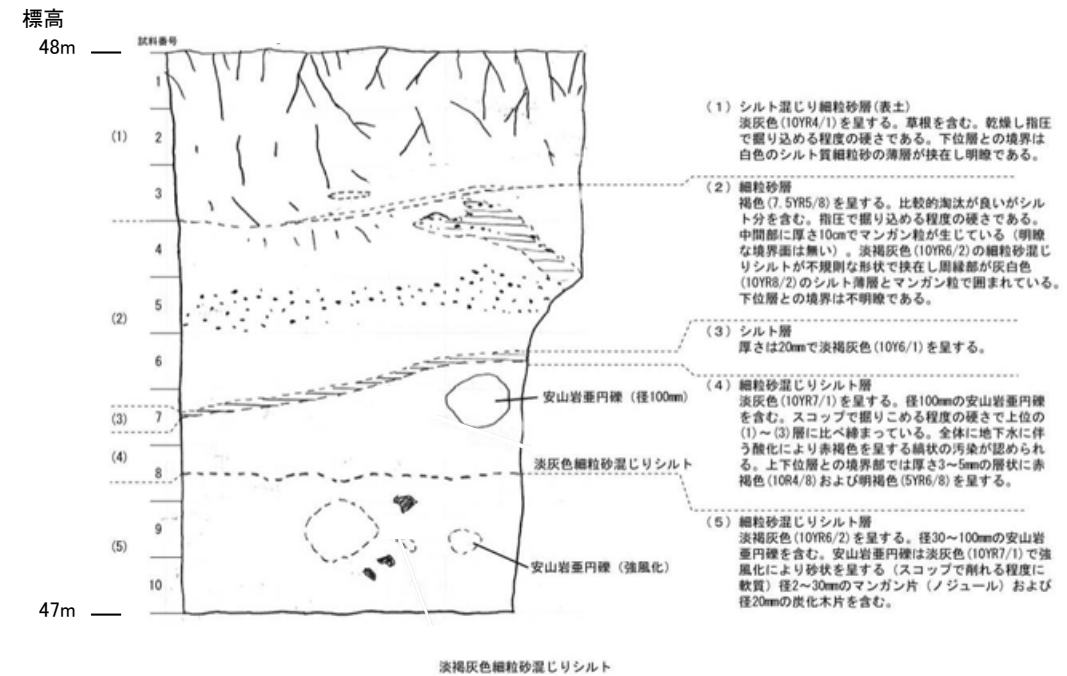 標高
48m
試料番号
1
2
3
4
5
6
7
8
9
10
(1)
(2)
(3)
(4)
(5)
47m
安山岩亜円礫（径100mm）
淡灰色細粒砂混じりシルト
安山岩亜円礫（強風化）
（1）シルト混じり細粒砂層(表土)
淡灰色(10YR4/1)を呈する。草根を含む。乾燥し指圧
で掘り込める程度の硬さである。下位層との境界は
白色のシルト質細粒砂の薄層が挟在し明瞭である。
（2）細粒砂層
褐色(7.5YR5/8)を呈する。比較的淘汰が良いがシル
ト分を含む。指圧で掘り込める程度の硬さである。
中間部に厚さ10cmでマンガン粒が生じている（明瞭
な境界面は無い）。淡褐灰色(10YR6/2)の細粒砂混じ
りシルトが不規則な形状で挟在し周縁部が灰白色
(10YR8/2)のシルト薄層とマンガン粒で囲まれている。
下位層との境界は不明瞭である。
（3）シルト層
厚さは20mmで淡褐灰色(10Y6/1)を呈する。
（4）細粒砂混じりシルト層
淡灰色(10YR7/1)を呈する。径100mmの安山岩亜円礫
を含む。スコップで掘りこめる程度の硬さで上位の
(1)～(3)層に比べ締まっている。全体に地下水に伴
う酸化により赤褐色を呈する縞状の汚染が認められ
る。上下位層との境界部では厚さ3～5mmの層状に赤
褐色(10R4/8)および明褐色(5YR6/8)を呈する。
（5）細粒砂混じりシルト層
淡褐灰色(10YR6/2)を呈する。径30～100mmの安山岩
亜円礫を含む。安山岩亜円礫は淡灰色(10YR7/1)で強
風化により砂状を呈する（スコップで削れる程度に
軟質）径2～30mmのマンガン片（ノジュール）および
径20mmの炭化木片を含む。
淡褐灰色細粒砂混じりシルト